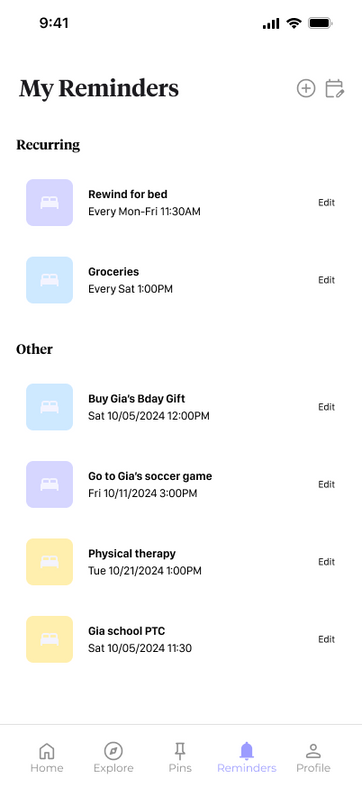 9:41
My Reminders
Recurring
Rewind for bed
Every Mon-Fri 11:30AM
Edit
Groceries
Every Sat 1:00PM
Edit
Other
Buy Gia's Bday Gift
Sat 10/05/2024 12:00PM
Edit
Go to Gia's soccer game
Fri 10/11/2024 3:00PM
Edit
Physical therapy
Tue 10/21/2024 1:00PM
Edit
Gia school PTC
Sat 10/05/2024 11:30
Edit
Home
Explore
Pins
Reminders
Profile